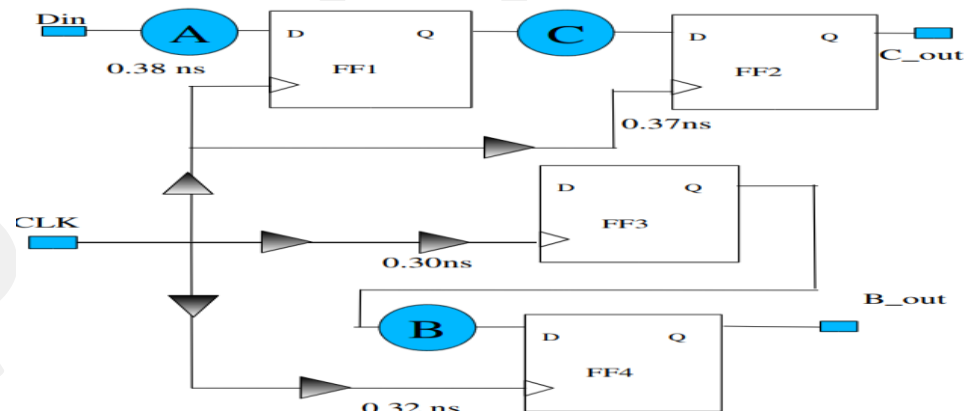 Din
A
D
Q
FF1
0.38 ns
C
D
Q
FF2
C_out
0.37ns
D
Q
FF3
CLK
0.30ns
B
B_out
D
Q
FF4
0.32 ns